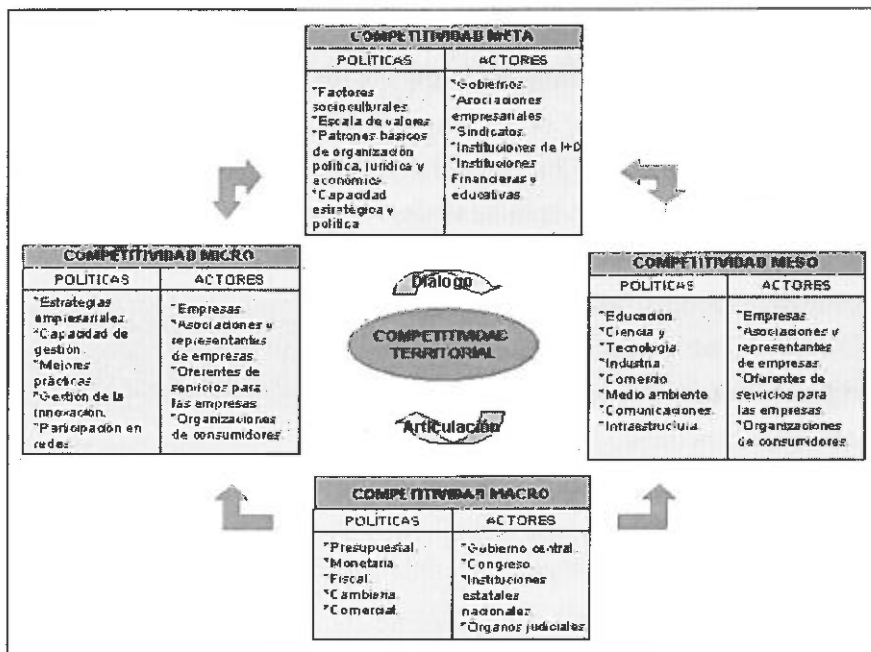 COMPETITIVIDAD META
POLÍTICAS
ACTORES
*Factores
socioculturales
*Escala de valores
*Patrones básicos
de organización
política, jurídica y
económica
*Capacidad
estratégica y
política
*Gobiernos
*Asociaciones
empresariales
*Sindicatos
*Instituciones de I+D
*Instituciones
Financieras y
educativas.
COMPETITIVIDAD MICRO
POLÍTICAS
ACTORES
*Estrategias
empresariales.
*Capacidad de
gestión.
*Mejores
prácticas.
*Gestión de la
innovación.
*Participación en
redes.
*Empresas.
*Asociaciones y
representantes
de empresas.
*Oferentes de
servicios para
las empresas
*Organizaciones
de consumidores.
Diálogo
COMPETITIVIDAD
TERRITORIAL
Articulación
COMPETITIVIDAD MESO
POLÍTICAS
ACTORES
*Educación.
*Ciencia y
*Tecnología
*Industria
*Comercio
*Medio ambiente
*Comunicaciones.
*Infraestructura.
*Empresas.
*Asociaciones y
representantes
de empresas.
*Oferentes de
servicios para
las empresas
*Organizaciones
de consumidores.
COMPETITIVIDAD MACRO
POLÍTICAS
ACTORES
*Presupuestal.
*Monetaria
*Fiscal.
*Cambiaria
*Comercial.
*Gobierno central.
*Congreso.
*Instituciones
estatales
nacionales
*Órganos judiciales